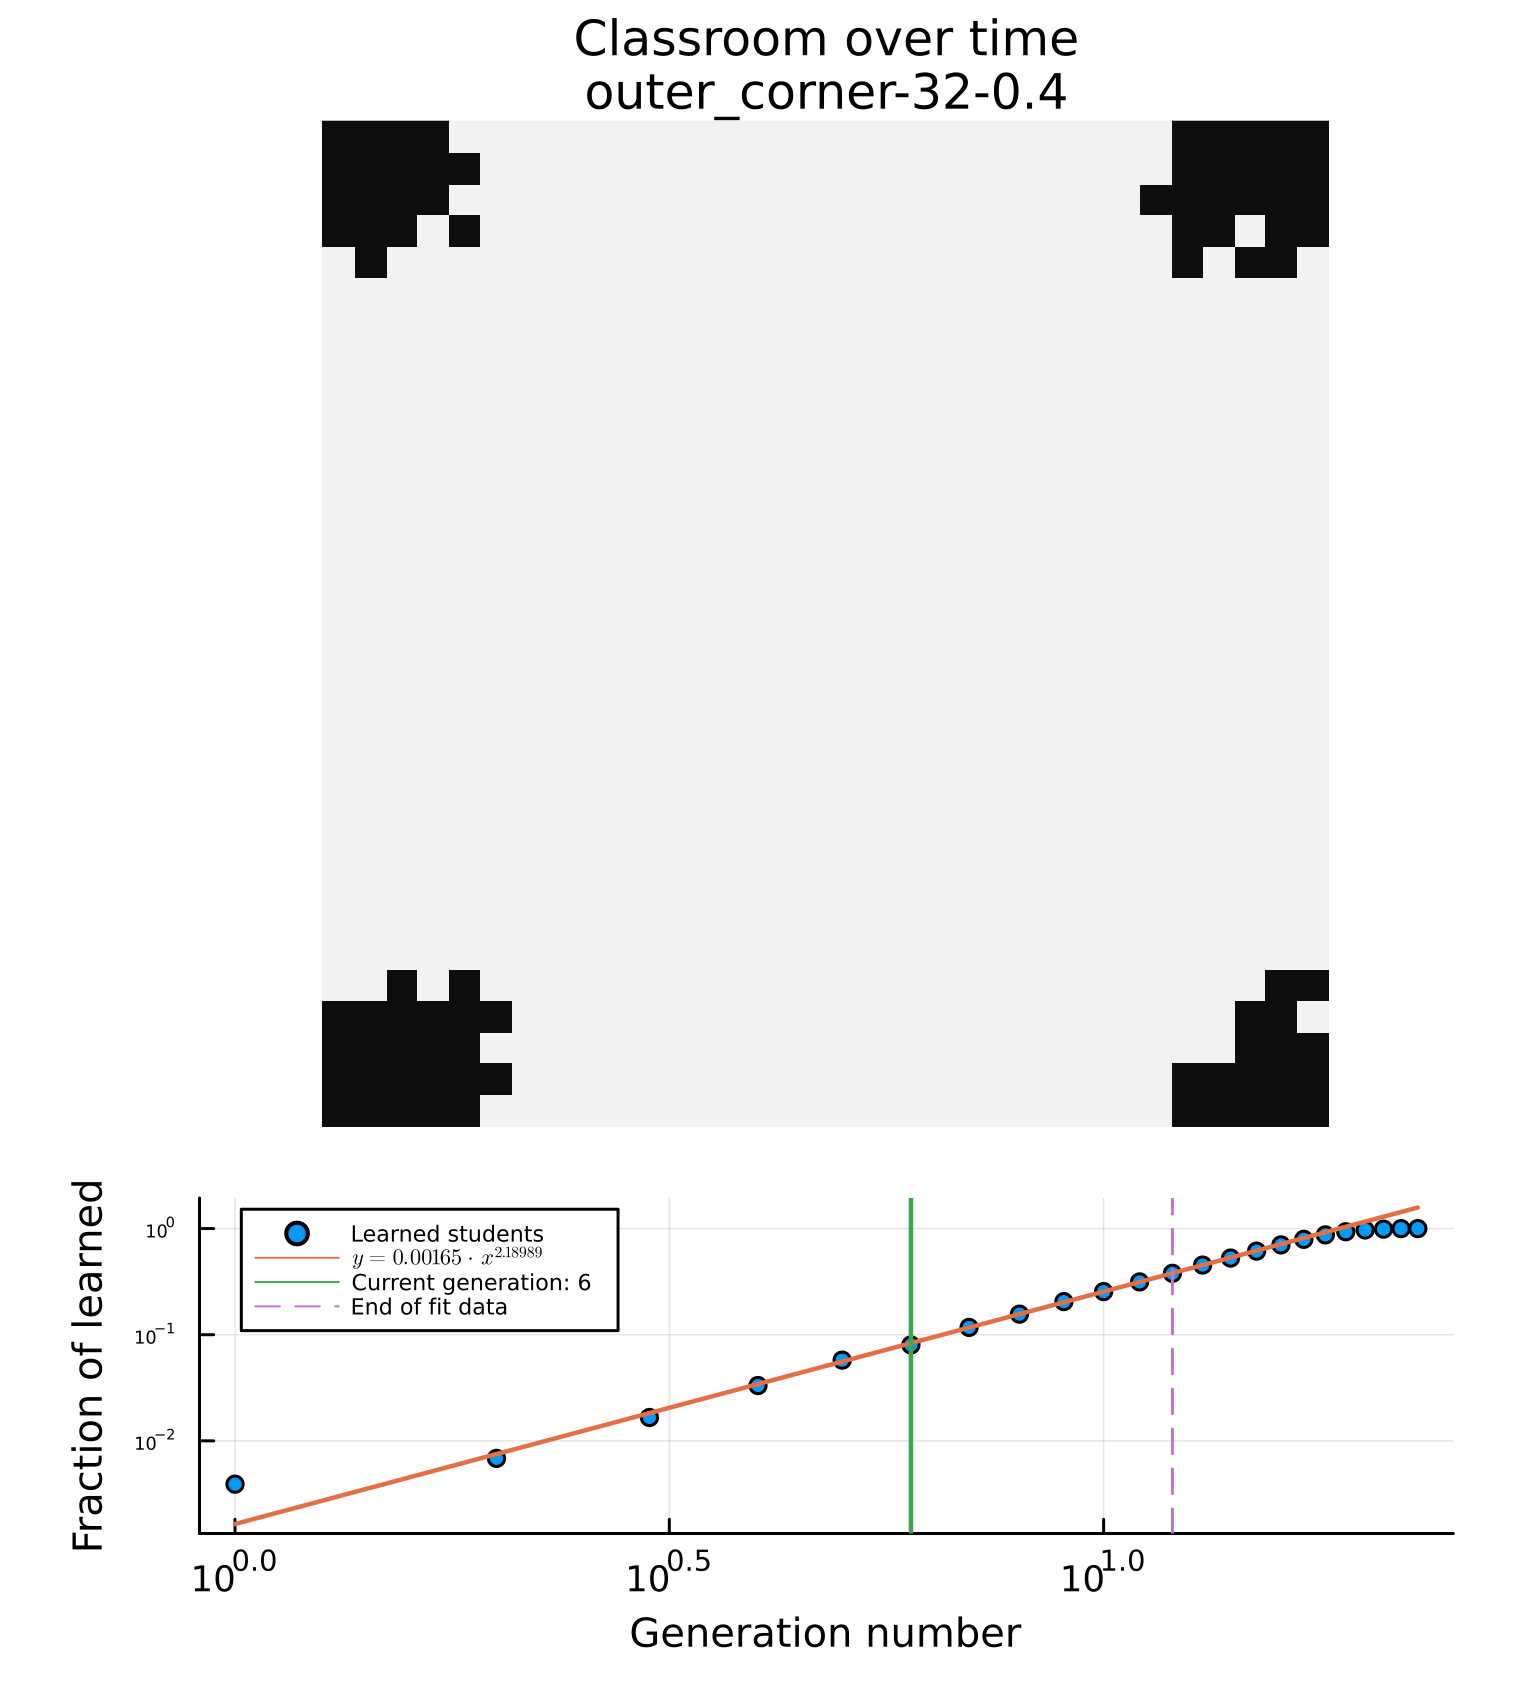 Classroom over time
outer_corner-32-0.4
Fraction of learned
10⁰
10⁻¹
10⁻²
Learned students
y = 0.00165 · x^2.18989
Current generation: 6
End of fit data
10^0.0
10^0.5
10^1.0
Generation number